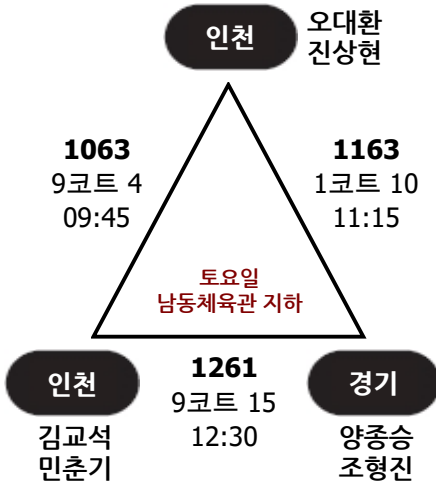 인천
오대환
진상현
1063
9코트 4
09:45
1163
1코트 10
11:15
토요일
남동체육관 지하
인천
김교석
민춘기
1261
9코트 15
12:30
경기
양종승
조형진